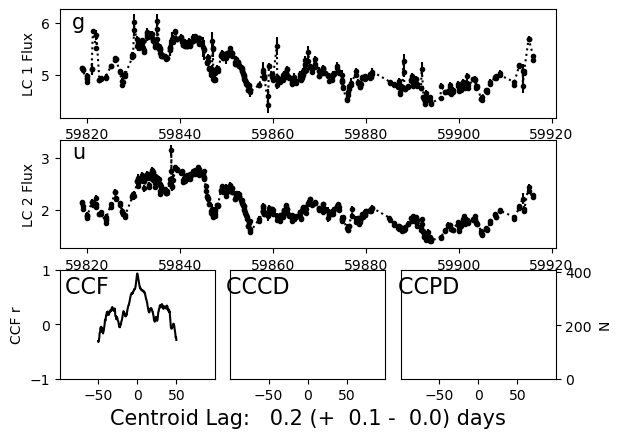 g
LC 1 Flux
6
5
59820 59840 59860 59880 59900 59920
u
LC 2 Flux
3
2
59820 59840 59860 59880 59900 59920
CCF
CCCD
CCPD
CCF r
1
0
−1
400
200
0
N
−50 0 50
−50 0 50
−50 0 50
Centroid Lag: 0.2 (+ 0.1 - 0.0) days